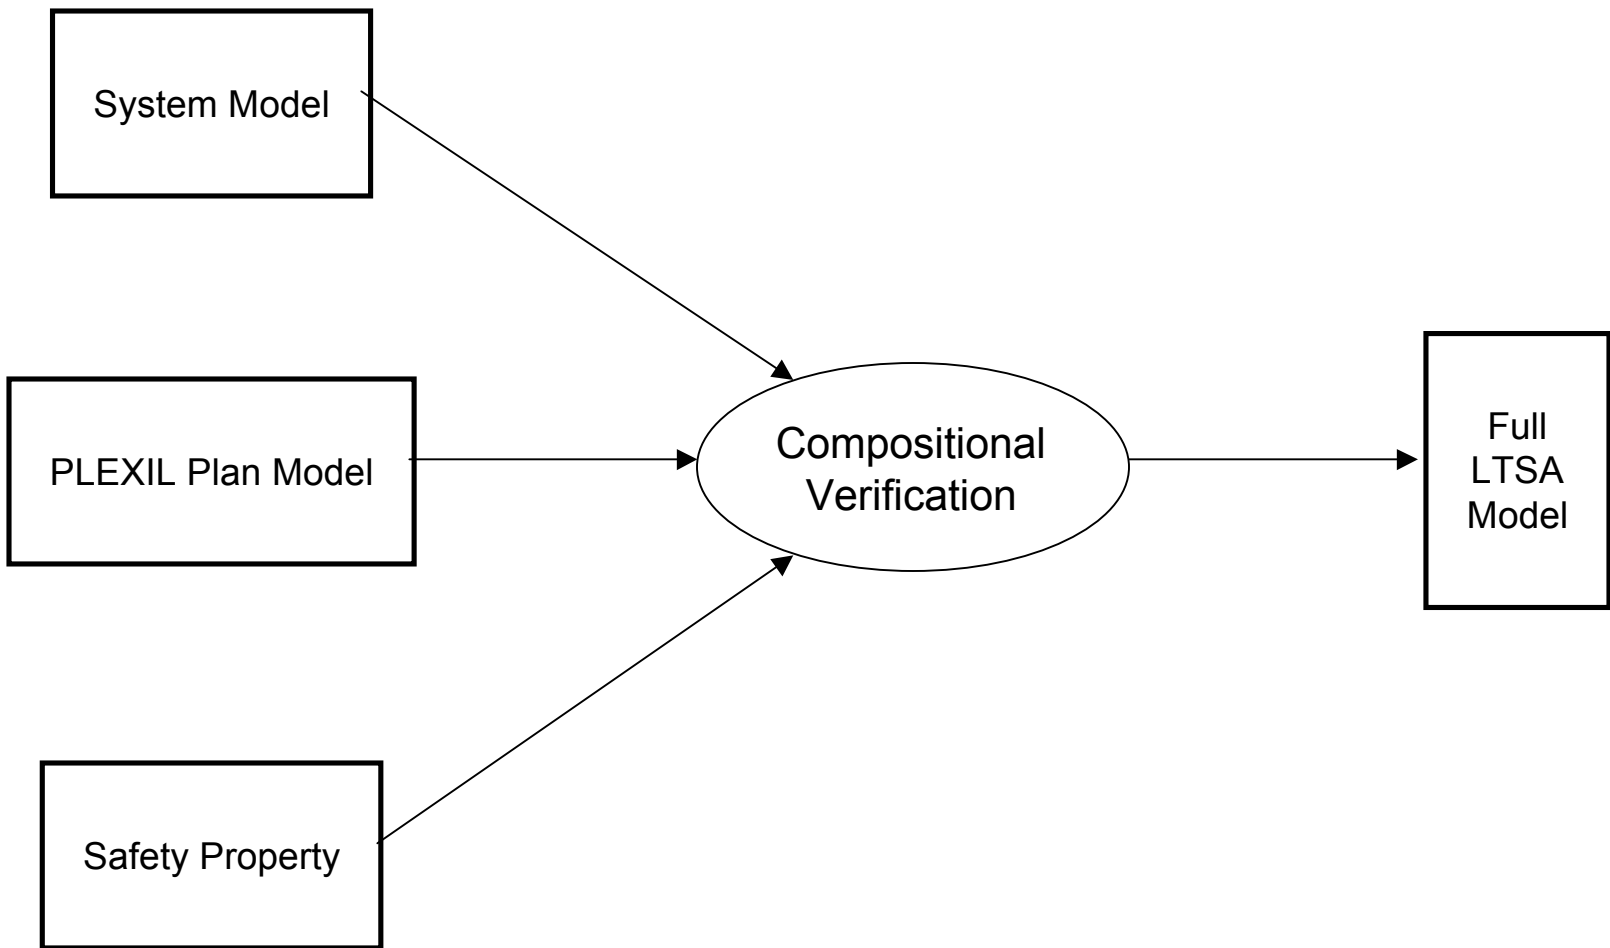 System Model
PLEXIL Plan Model
Safety Property
Compositional
Verification
Full
LTSA
Model